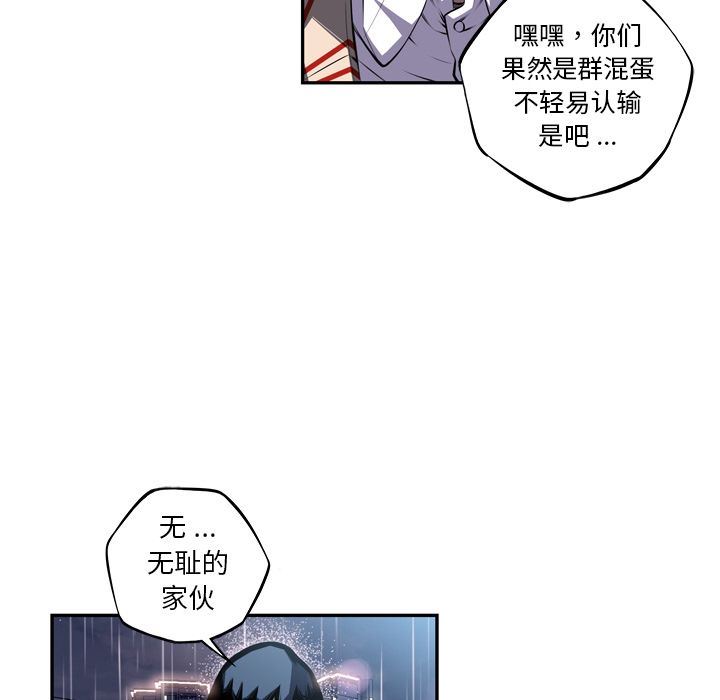 嘿嘿，你们
果然是群混蛋
不轻易认输
是吧 ...
无 ...
无耻的
家伙